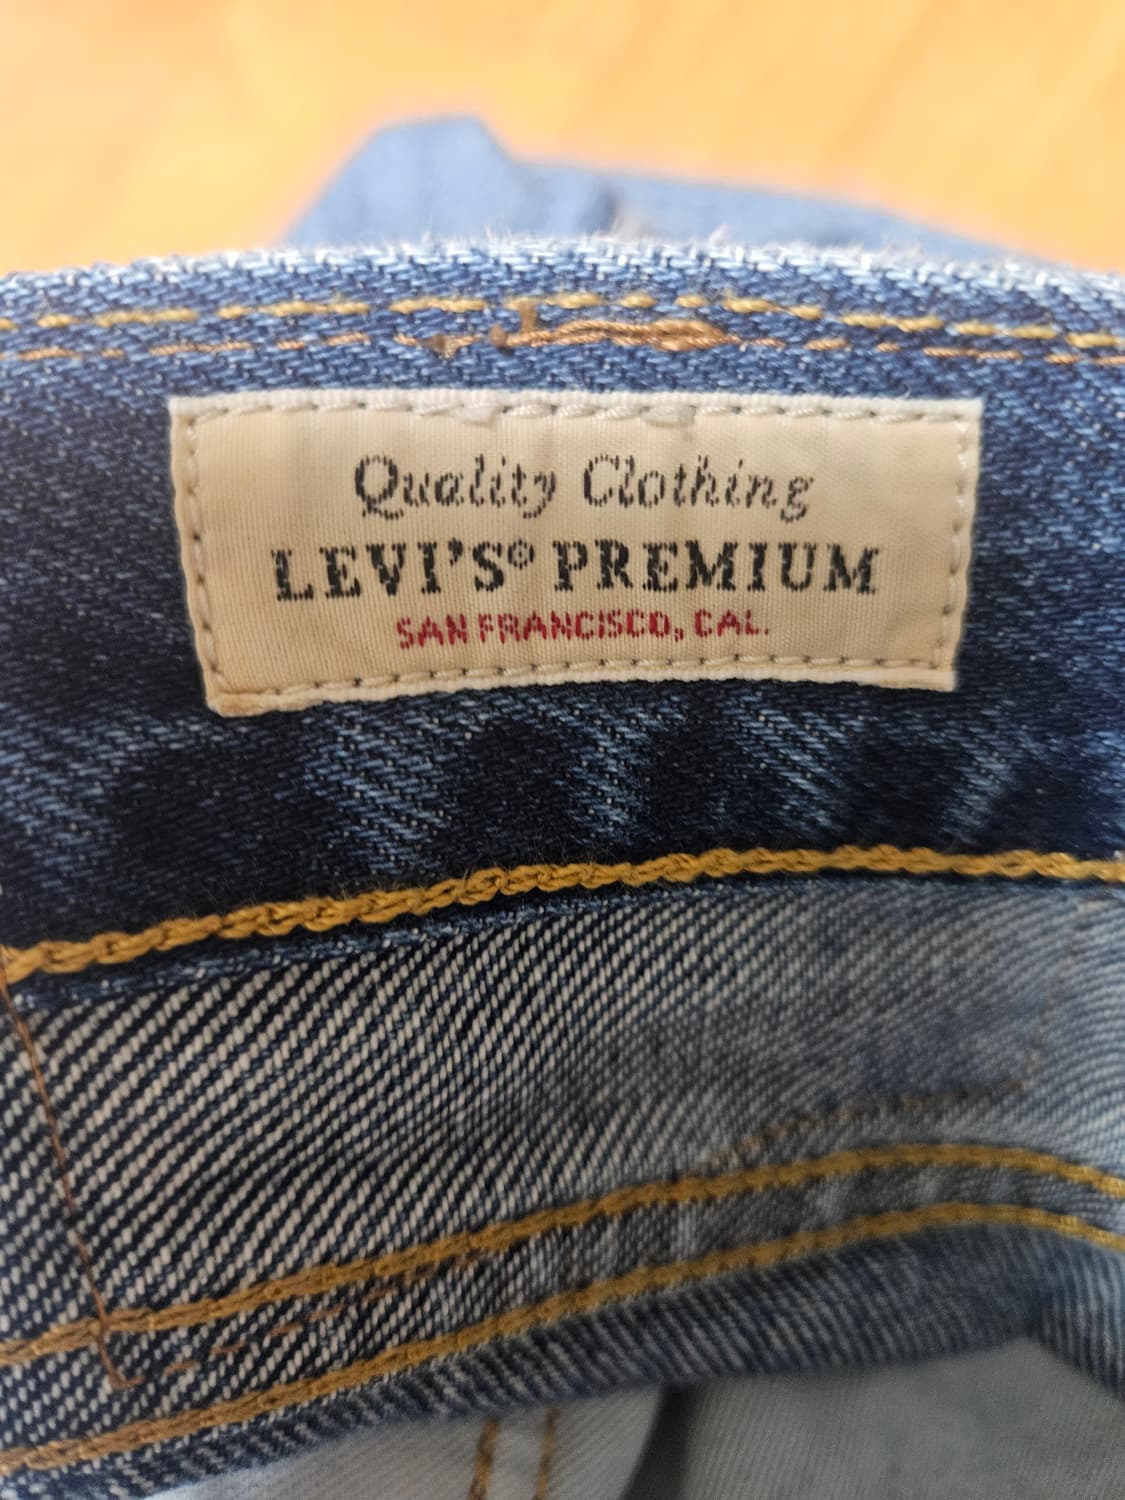 Quality Clothing
LEVI'S® PREMIUM
SAN FRANCISCO, CAL.